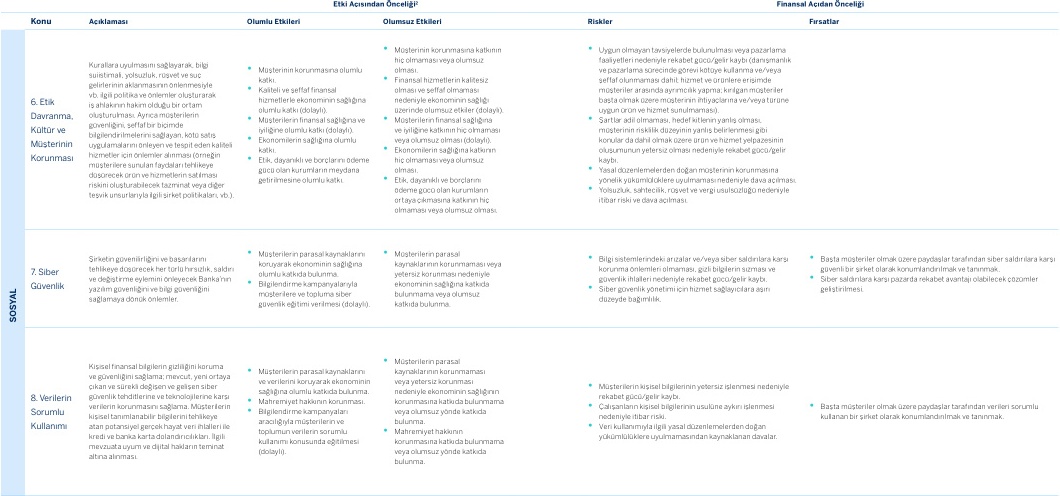 Etki Açısından Önceliği²
Finansal Açıdan Önceliği
Konu
Açıklaması
Olumlu Etkileri
Olumsuz Etkileri
Riskler
Fırsatlar
SOSYAL
6. Etik
Davranma,
Kültür ve
Müşterinin
Korunması
Kurallara uyulmasını sağlayarak, bilgi
suiistimali, yolsuzluk, rüşvet ve suç
gelirlerinin aklanmasının önlenmesiyle
vb. ilgili politika ve önlemler oluşturarak
iş ahlakının hakim olduğu bir ortam
oluşturulması. Ayrıca müşterilerin
güvenliğini, şeffaf bir biçimde
bilgilendirilmelerini sağlayan, kötü satış
uygulamalarını önleyen ve tespit eden kaliteli
hizmetler için önlemler alınması (örneğin
müşterilere sunulan faydaları tehlikeye
düşürecek ürün ve hizmetlerin satılması
riskini oluşturabilecek tazminat veya diğer
teşvik unsurlarıyla ilgili şirket politikaları, vb.).
• Müşterinin korunmasına olumlu
katkı.
• Kaliteli ve şeffaf finansal
hizmetlerle ekonominin sağlığına
olumlu katkı (dolaylı).
• Müşterilerin finansal sağlığına ve
iyiliğine olumlu katkı (dolaylı).
• Ekonomilerin sağlığına olumlu
katkı.
• Etik, dayanıklı ve borçlarını ödeme
gücü olan kurumların meydana
getirilmesine olumlu katkı.
• Müşterinin korunmasına katkının
hiç olmaması veya olumsuz
olması.
• Finansal hizmetlerin kalitesiz
olması ve şeffaf olmaması
nedeniyle ekonominin sağlığı
üzerinde olumsuz etkiler (dolaylı).
• Müşterilerin finansal sağlığına
ve iyiliğine katkının hiç olmaması
veya olumsuz olması (dolaylı).
• Ekonomilerin sağlığına katkının
hiç olmaması veya olumsuz
olması.
• Etik, dayanıklı ve borçlarını
ödeme gücü olan kurumların
ortaya çıkmasına katkının hiç
olmaması veya olumsuz olması.
• Uygun olmayan tavsiyelerde bulunulması veya pazarlama
faaliyetleri nedeniyle rekabet gücü/gelir kaybı (danışmanlık
ve pazarlama sürecinde görevi kötüye kullanma ve/veya
şeffaf olunmaması dahil; hizmet ve ürünlere erişimde
müşteriler arasında ayrımcılık yapma; kırılgan müşteriler
başta olmak üzere müşterinin ihtiyaçlarına ve/veya türüne
uygun ürün ve hizmet sunulmaması).
• Şartlar adil olmaması, hedef kitlenin yanlış olması,
müşterinin risklilik düzeyinin yanlış belirlenmesi gibi
konular da dahil olmak üzere ürün ve hizmet yelpazesinin
oluşumunun yetersiz olması nedeniyle rekabet gücü/gelir
kaybı.
• Yasal düzenlemelerden doğan müşterinin korunmasına
yönelik yükümlülüklere uyulmaması nedeniyle dava açılması.
• Yolsuzluk, sahtecilik, rüşvet ve vergi usulsüzlüğü nedeniyle
itibar riski ve dava açılması.
7. Siber
Güvenlik
Şirketin güvenilirliğini ve başarılarını
tehlikeye düşürecek her türlü hırsızlık, saldırı
ve değiştirme eylemini önleyecek Banka'nın
yazılım güvenliğini ve bilgi güvenliğini
sağlamaya dönük önlemler.
• Müşterilerin parasal kaynaklarını
koruyarak ekonominin sağlığına
olumlu katkıda bulunma.
• Bilgilendirme kampanyalarıyla
müşterilere ve topluma siber
güvenlik eğitimi verilmesi (dolaylı).
• Müşterilerin parasal
kaynaklarının korunmaması veya
yetersiz korunması nedeniyle
ekonominin sağlığına katkıda
bulunmama veya olumsuz
katkıda bulunma.
• Bilgi sistemlerindeki arızalar ve/veya siber saldırılara karşı
korunma önlemleri olmaması, gizli bilgilerin sızması ve
güvenlik ihlalleri nedeniyle rekabet gücü/gelir kaybı.
• Siber güvenlik yönetimi için hizmet sağlayıcılara aşırı
düzeyde bağımlılık.
• Başta müşteriler olmak üzere paydaşlar tarafından siber saldırılara karşı
güvenli bir şirket olarak konumlandırılmak ve tanınmak.
• Siber saldırılara karşı pazarda rekabet avantajı olabilecek çözümler
geliştirilmesi.
8. Verilerin
Sorumlu
Kullanımı
Kişisel finansal bilgilerin gizliliğini koruma
ve güvenliğini sağlama: mevcut, yeni ortaya
çıkan ve sürekli değişen ve gelişen siber
güvenlik tehditlerine ve teknolojilerine karşı
verilerin korunmasını sağlama. Müşterilerin
kişisel tanımlanabilir bilgilerini tehlikeye
atan potansiyel gerçek hayat veri ihlalleri ile
kredi ve banka karta dolandırıcılıkları. İlgili
mevzuata uyum ve dijital hakların teminat
altına alınması.
• Müşterilerin parasal kaynaklarını
ve verilerini koruyarak ekonominin
sağlığına olumlu katkıda bulunma.
• Mahremiyet hakkının korunması.
• Bilgilendirme kampanyaları
aracılığıyla müşterilerin ve
toplumun verilerin sorumlu
kullanımı konusunda eğitilmesi
(dolaylı).
• Müşterilerin parasal
kaynaklarının korunmaması
veya yetersiz korunması
nedeniyle ekonominin sağlığının
korunmasına katkıda bulunmama
veya olumsuz yönde katkıda
bulunma.
• Mahremiyet hakkının
korunmasına katkıda bulunmama
veya olumsuz yönde katkıda
bulunma.
• Müşterilerin kişisel bilgilerinin yetersiz işlenmesi nedeniyle
rekabet gücü/gelir kaybı.
• Çalışanların kişisel bilgilerinin usulüne aykırı işlenmesi
nedeniyle itibar riski.
• Veri kullanımıyla ilgili yasal düzenlemelerden doğan
yükümlülüklere uyulmamasından kaynaklanan davalar.
• Başta müşteriler olmak üzere paydaşlar tarafından verileri sorumlu
kullanan bir şirket olarak konumlandırılmak ve tanınmak.